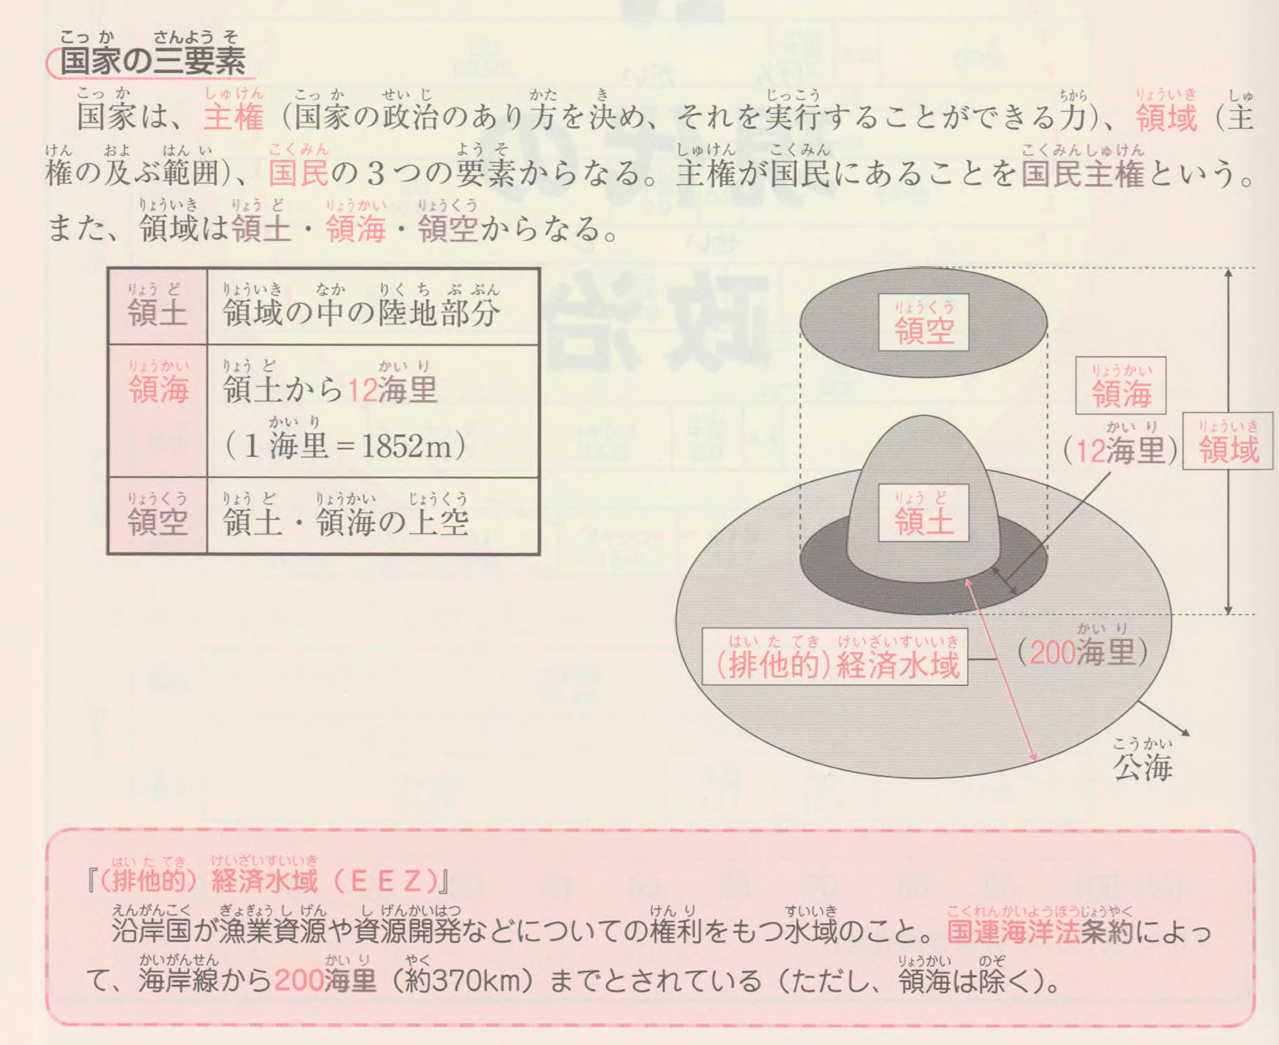 国家の三要素
国家は、主権（国家の政治のあり方を決め、それを実行することができる力）、領域（主
権の及ぶ範囲）、国民の３つの要素からなる。主権が国民にあることを国民主権という。
また、領域は領土・領海・領空からなる。
領土 領域の中の陸地部分
領海 領土から12海里
（１海里＝1852m）
領空 領土・領海の上空
領空
領海
（12海里）
領域
領土
（排他的）経済水域
（200海里）
公海
『（排他的）経済水域（ＥＥＺ）』
沿岸国が漁業資源や資源開発などについての権利をもつ水域のこと。国連海洋法条約によっ
て、海岸線から200海里（約370km）までとされている（ただし、領海は除く）。